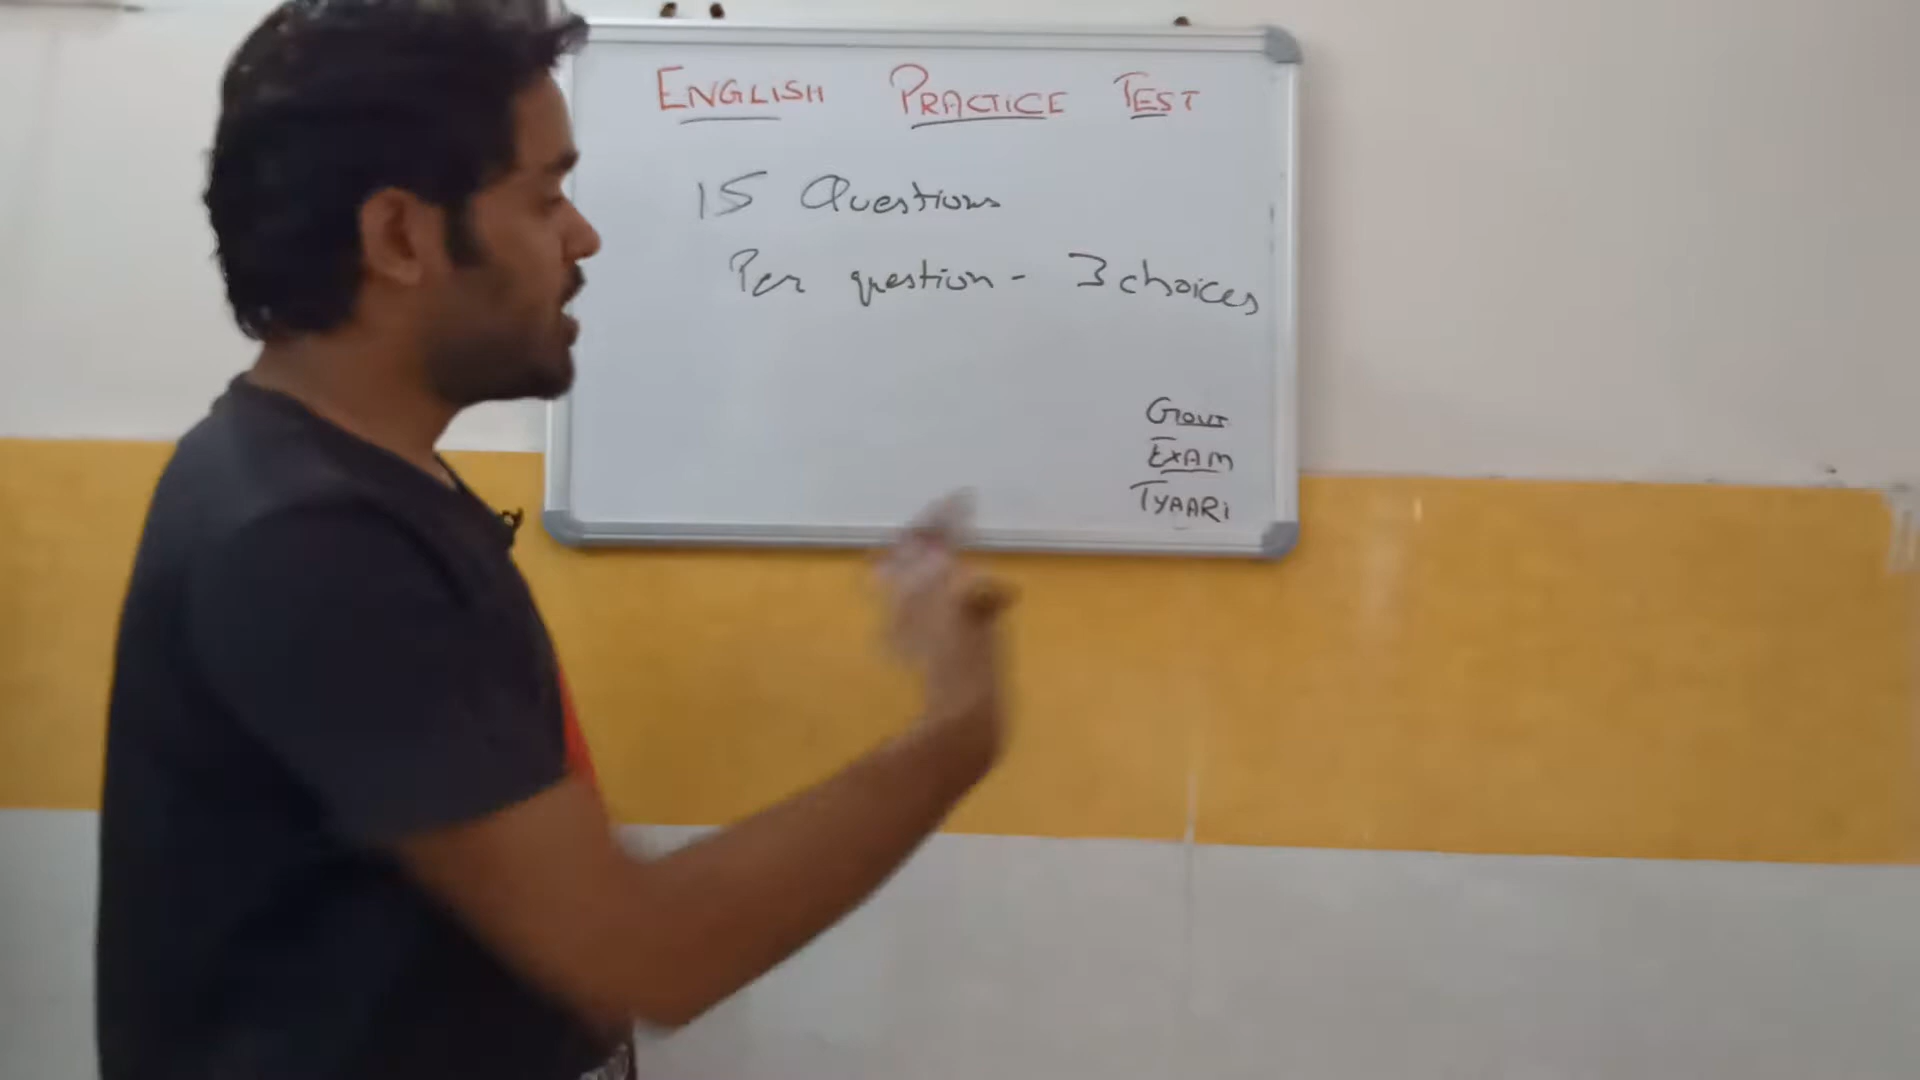 ENGLISH PRACTICE TEST
15 Questions
Per question - 3 choices
GOVT
EXAM
TYAARI